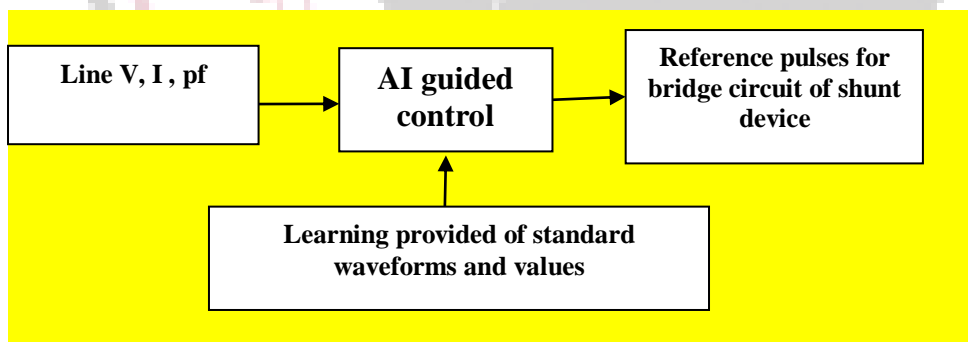 Line V, I , pf
AI guided
control
Reference pulses for
bridge circuit of shunt
device
Learning provided of standard
waveforms and values